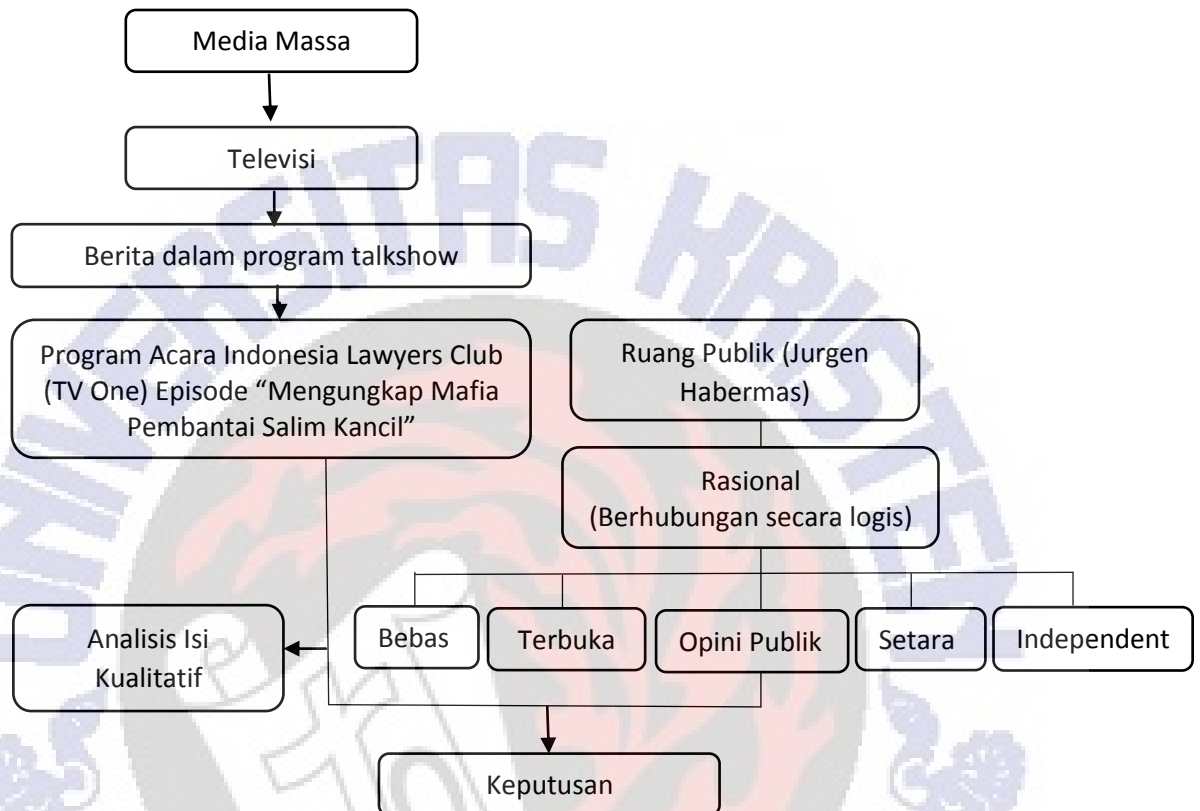 Media Massa
Televisi
Berita dalam program talkshow
Program Acara Indonesia Lawyers Club
(TV One) Episode “Mengungkap Mafia
Pembantai Salim Kancil”
Ruang Publik (Jurgen
Habermas)
Rasional
(Berhubungan secara logis)
Analisis Isi
Kualitatif
Bebas
Terbuka
Opini Publik
Setara
Independent
Keputusan
UNIVERSITAS KRISTEN